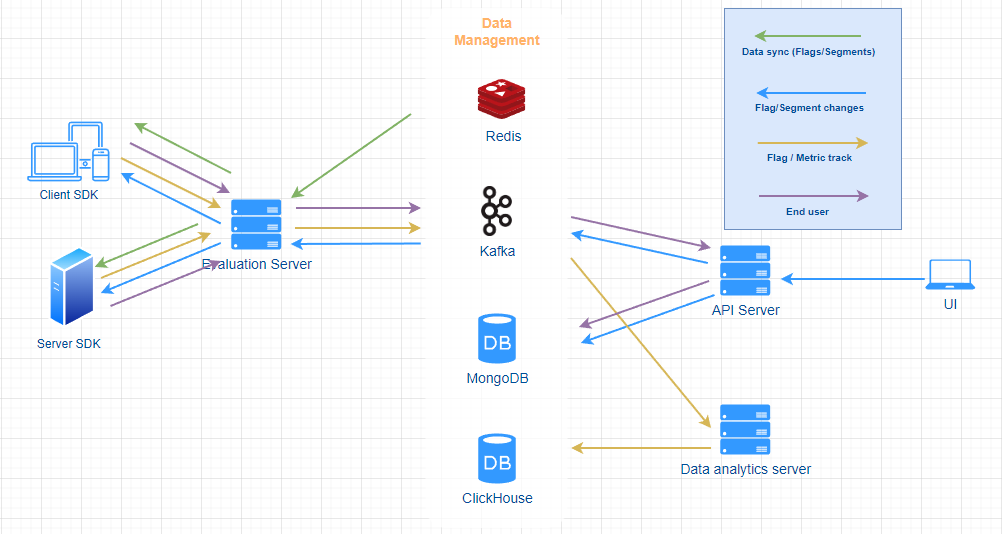 Data
Management
Data sync (Flags/Segments)
Flag/Segment changes
Flag / Metric track
End user
Redis
Client SDK
Kafka
Evaluation Server
API Server
UI
Server SDK
DB
MongoDB
DB
Data analytics server
ClickHouse